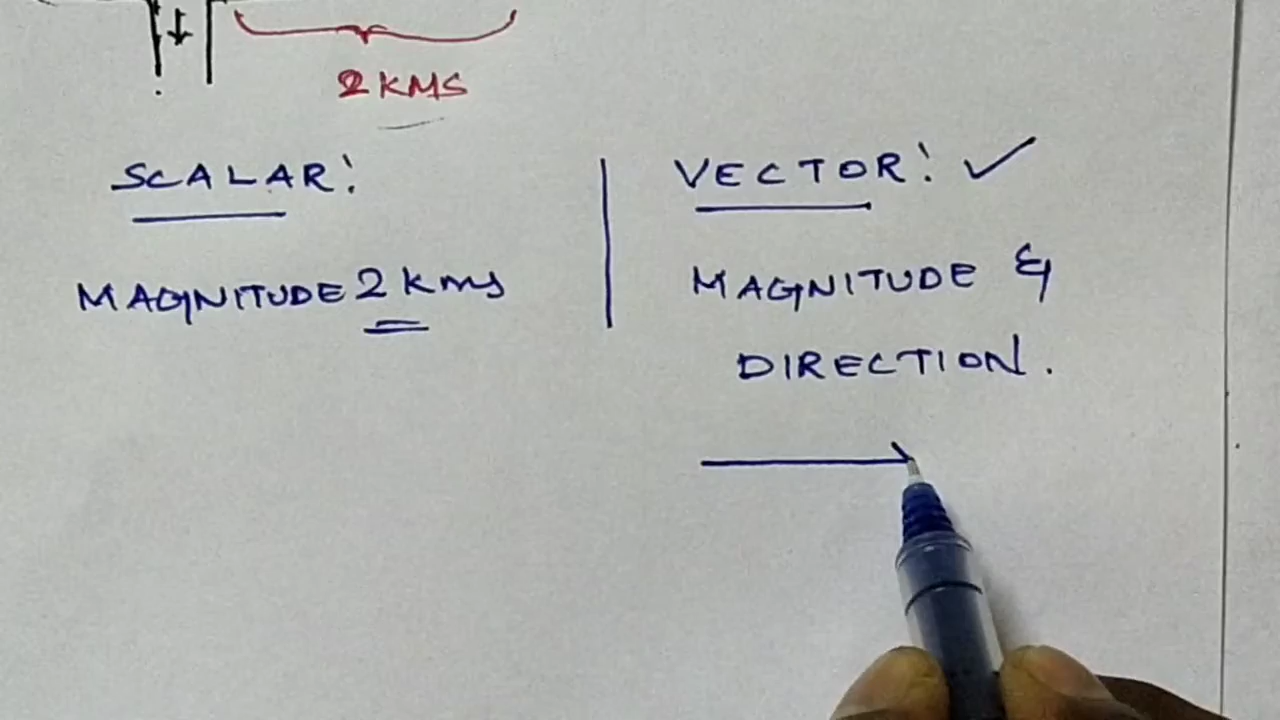 2 KMS
SCALAR:
VECTOR: ✓
MAGNITUDE 2 kms
MAGNITUDE &
DIRECTION.